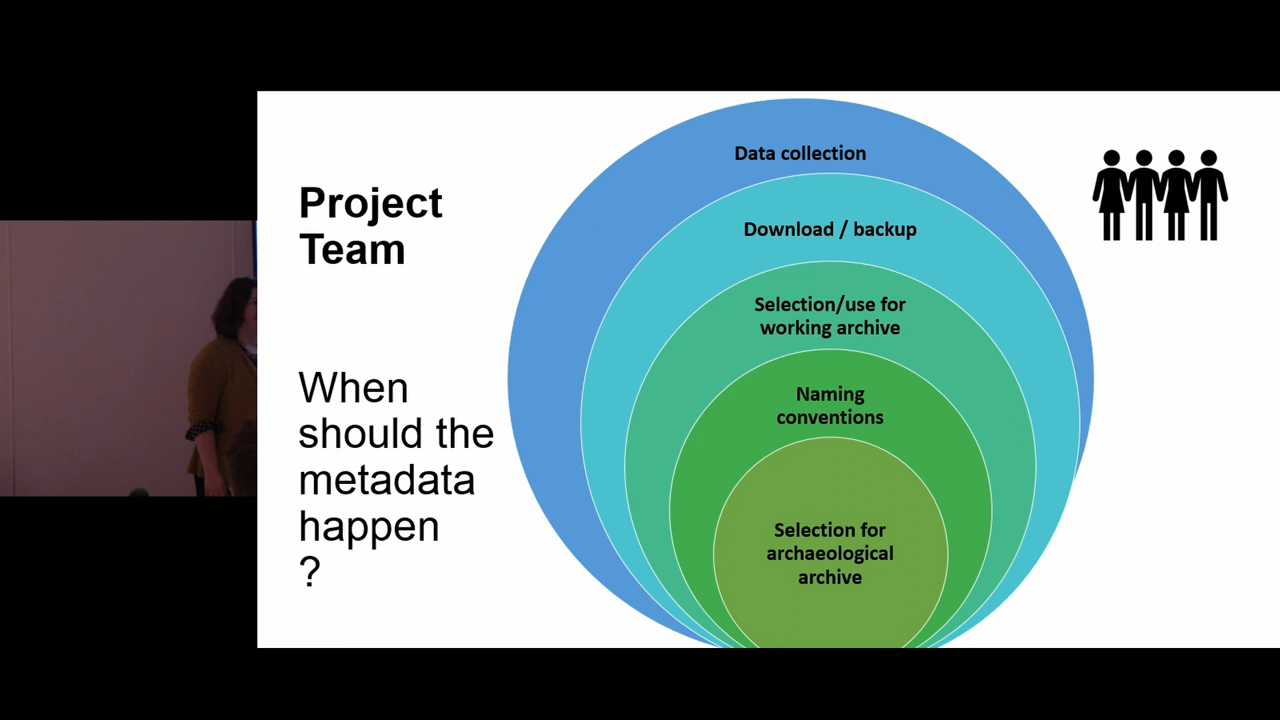 Project
Team
When
should the
metadata
happen
?
Data collection
Download / backup
Selection/use for
working archive
Naming
conventions
Selection for
archaeological
archive